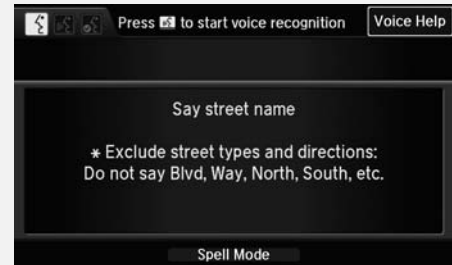 Press to start voice recognition
Voice Help
Say street name
* Exclude street types and directions:
Do not say Blvd, Way, North, South, etc.
Spell Mode